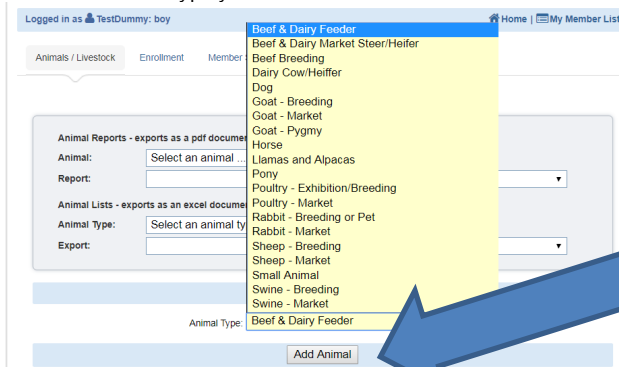 Logged in as TestDummy: boy
Home | My Member List
Animals / Livestock Enrollment Member
Animal Reports - exports as a pdf
Animal: Select an animal ...
Report:
Animal Lists - exports as an excel
Animal Type: Select an animal
Export:
Beef & Dairy Feeder
Beef & Dairy Market Steer/Heifer
Beef Breeding
Dairy Cow/Heiffer
Dog
Goat - Breeding
Goat - Market
Goat - Pygmy
Horse
Llamas and Alpacas
Pony
Poultry - Exhibition/Breeding
Poultry - Market
Rabbit - Breeding or Pet
Rabbit - Market
Sheep - Breeding
Sheep - Market
Small Animal
Swine - Breeding
Swine - Market
Animal Type: Beef & Dairy Feeder
Add Animal